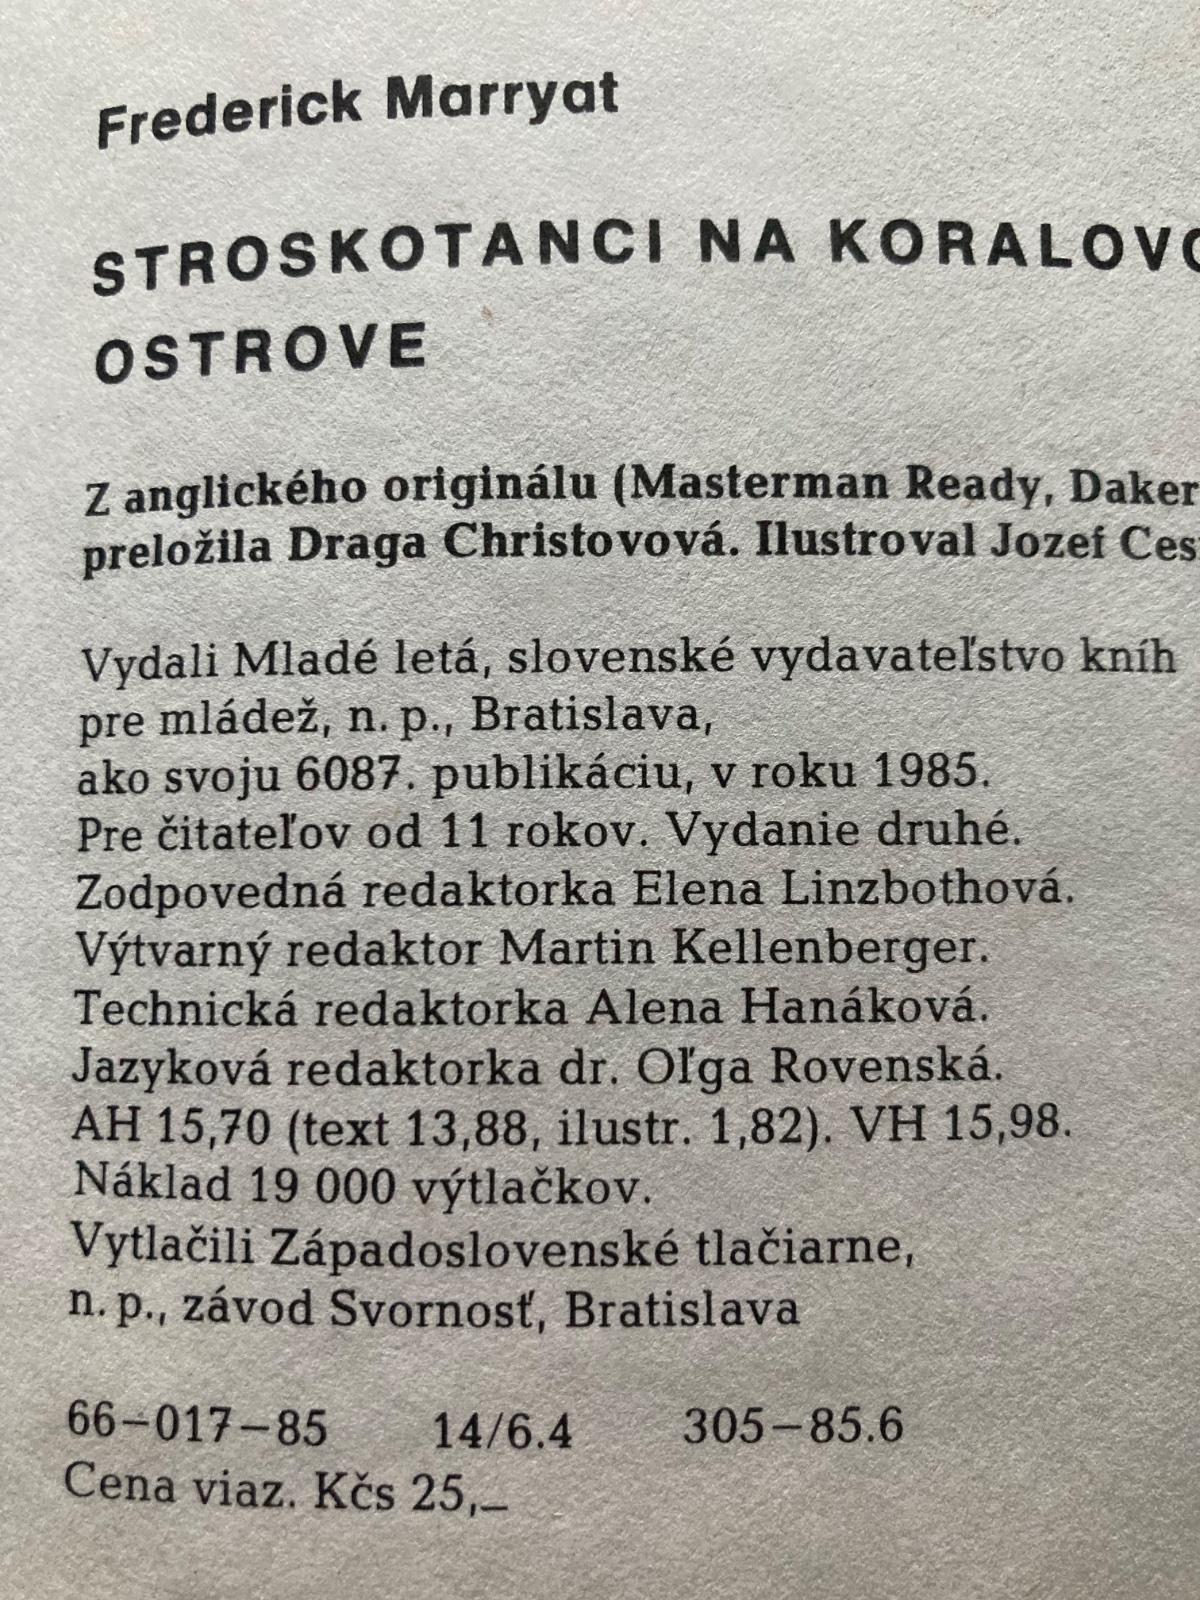 Frederick Marryat
STROSKOTANCI NA
OSTROVE
Z anglického originálu (Masterman Ready,
preložila Draga Christovová. Ilustroval Jozef
Vydali Mladé letá, slovenské vydavateľstvo kníh
pre mládež, n. p., Bratislava,
ako svoju 6087. publikáciu, v roku 1985.
Pre čitateľov od 11 rokov. Vydanie druhé.
Zodpovedná redaktorka Elena Linzbothová.
Výtvarný redaktor Martin Kellenberger.
Technická redaktorka Alena Hanáková.
Jazyková redaktorka dr. Oľga Rovenská.
AH 15,70 (text 13,88, ilustr. 1,82). VH 15,98.
Náklad 19 000 výtlačkov.
Vytlačili Západoslovenské tlačiarne,
n. p., závod Svornosť, Bratislava
66–017–85 14/6.4 305–85.6
Cena viaz. Kčs 25,–